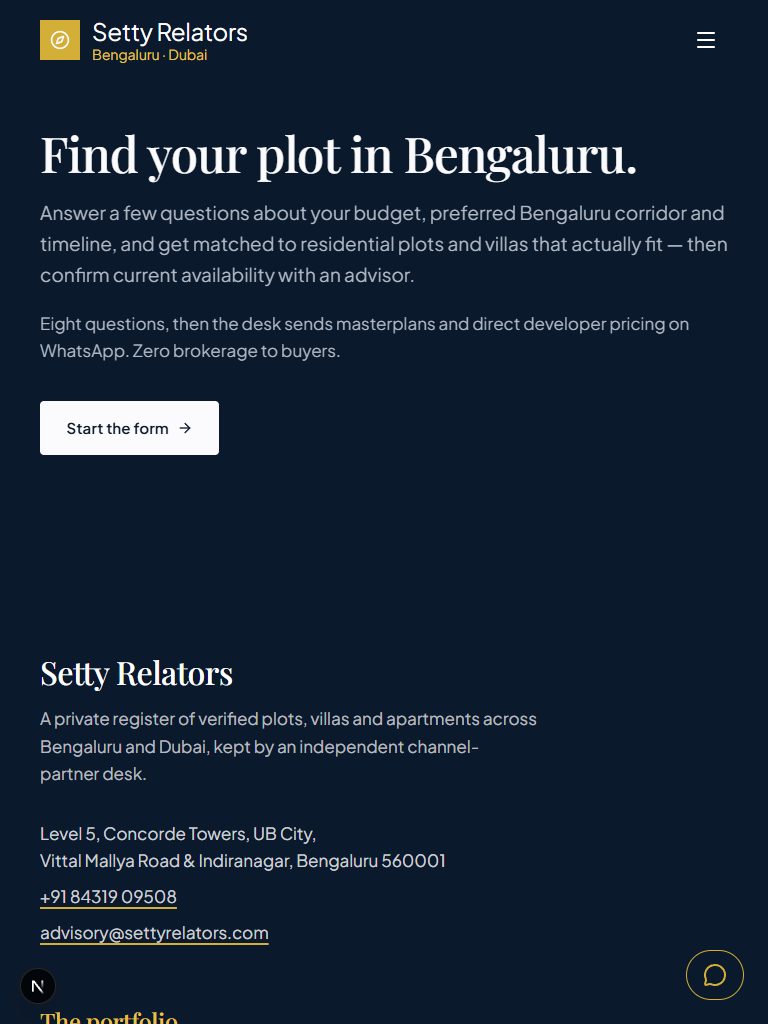 Setty Relators
Bengaluru · Dubai
Find your plot in Bengaluru.
Answer a few questions about your budget, preferred Bengaluru corridor and
timeline, and get matched to residential plots and villas that actually fit — then
confirm current availability with an advisor.
Eight questions, then the desk sends masterplans and direct developer pricing on
WhatsApp. Zero brokerage to buyers.
Start the form →
Setty Relators
A private register of verified plots, villas and apartments across
Bengaluru and Dubai, kept by an independent channel-
partner desk.
Level 5, Concorde Towers, UB City,
Vittal Mallya Road & Indiranagar, Bengaluru 560001
+91 84319 09508
advisory@settyrelators.com
N
The portfolio